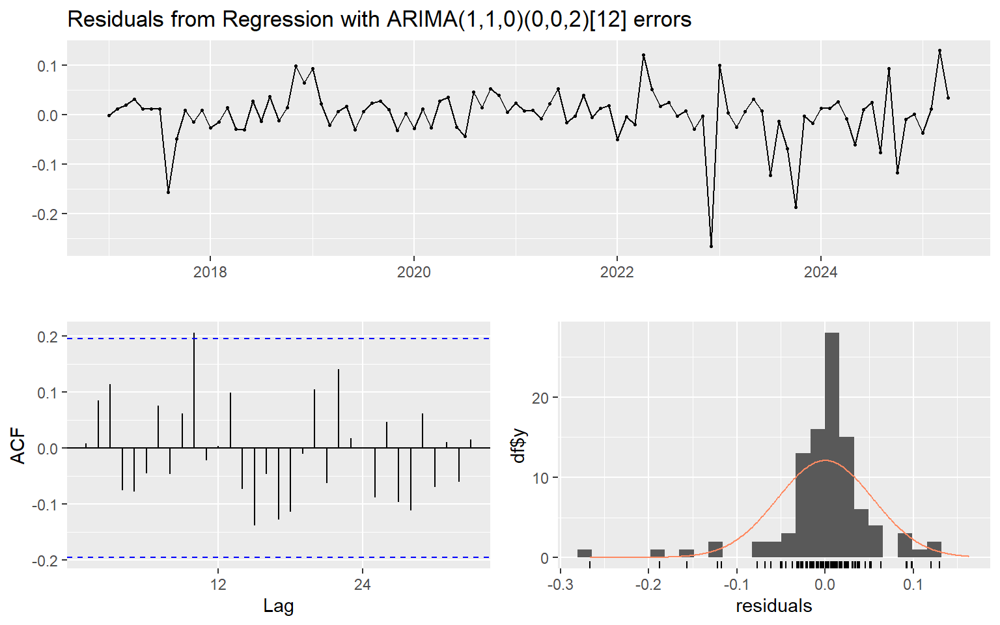 Residuals from Regression with ARIMA(1,1,0)(0,0,2)[12] errors
0.1
0.0
-0.1
-0.2
2018 2020 2022 2024
ACF
0.2
0.1
0.0
-0.1
-0.2
12 24
Lag
df$y
20
10
0
-0.3 -0.2 -0.1 0.0 0.1
residuals